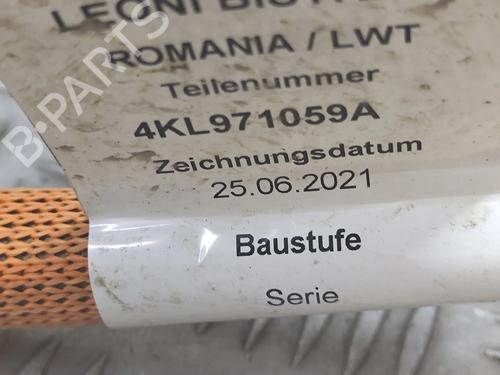 B-PARTS
ROMANIA / LWT
Teilenummer
4KL971059A
Zeichnungsdatum
25.06.2021
Baustufe
Serie